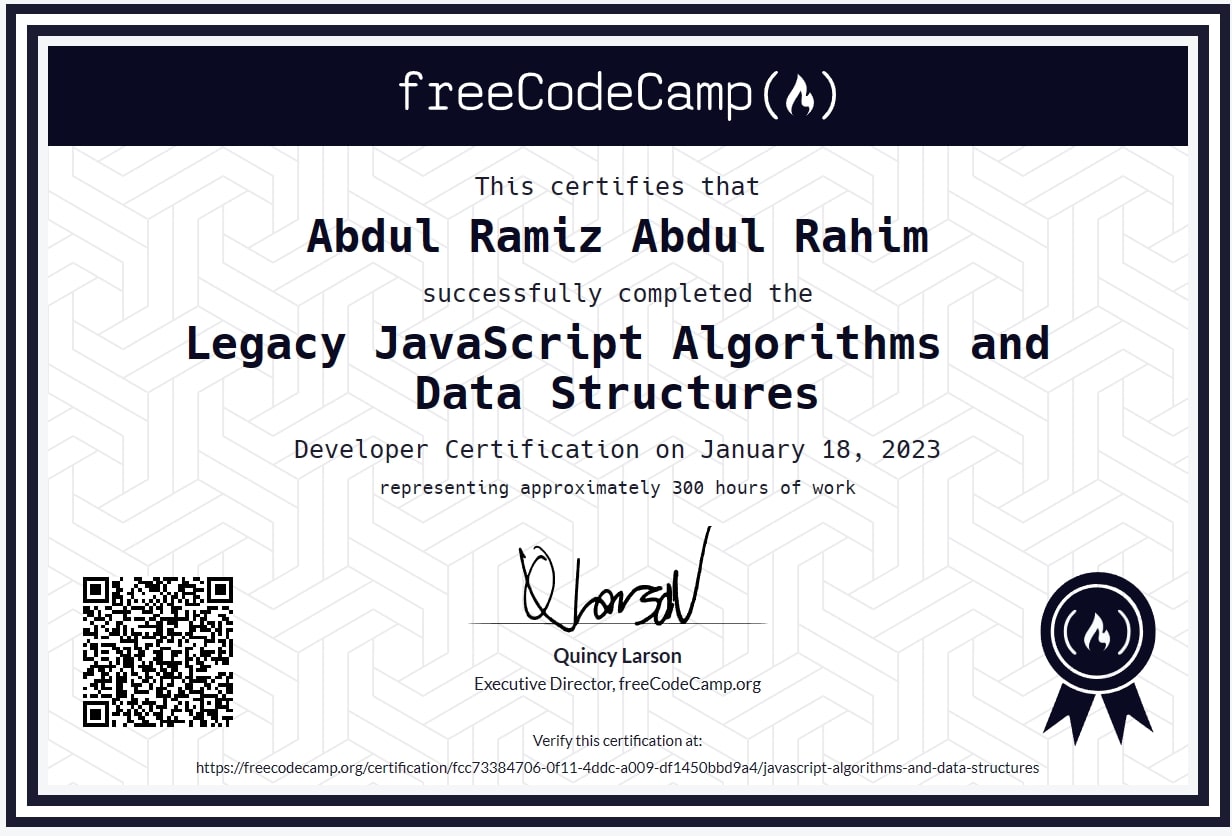 freeCodeCamp
This certifies that
Abdul Ramiz Abdul Rahim
successfully completed the
Legacy JavaScript Algorithms and
Data Structures
Developer Certification on January 18, 2023
representing approximately 300 hours of work
Q Larson
Quincy Larson
Executive Director, freeCodeCamp.org
Verify this certification at:
https://freecodecamp.org/certification/fcc73384706-0f11-4ddc-a009-df1450bbd9a4/javascript-algorithms-and-data-structures